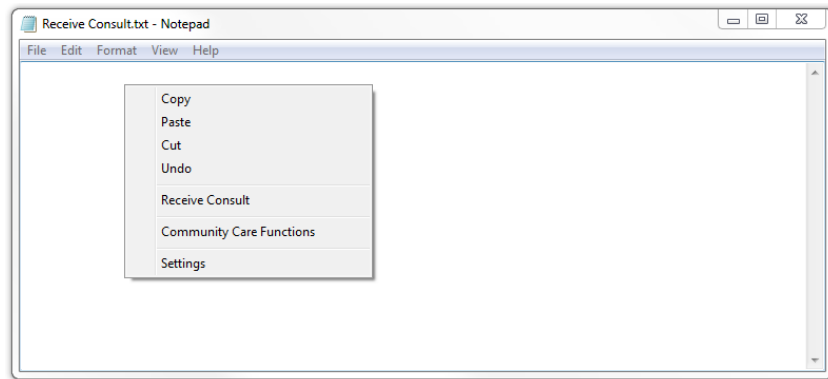 Receive Consult.txt - Notepad
File Edit Format View Help
Copy
Paste
Cut
Undo
Receive Consult
Community Care Functions
Settings